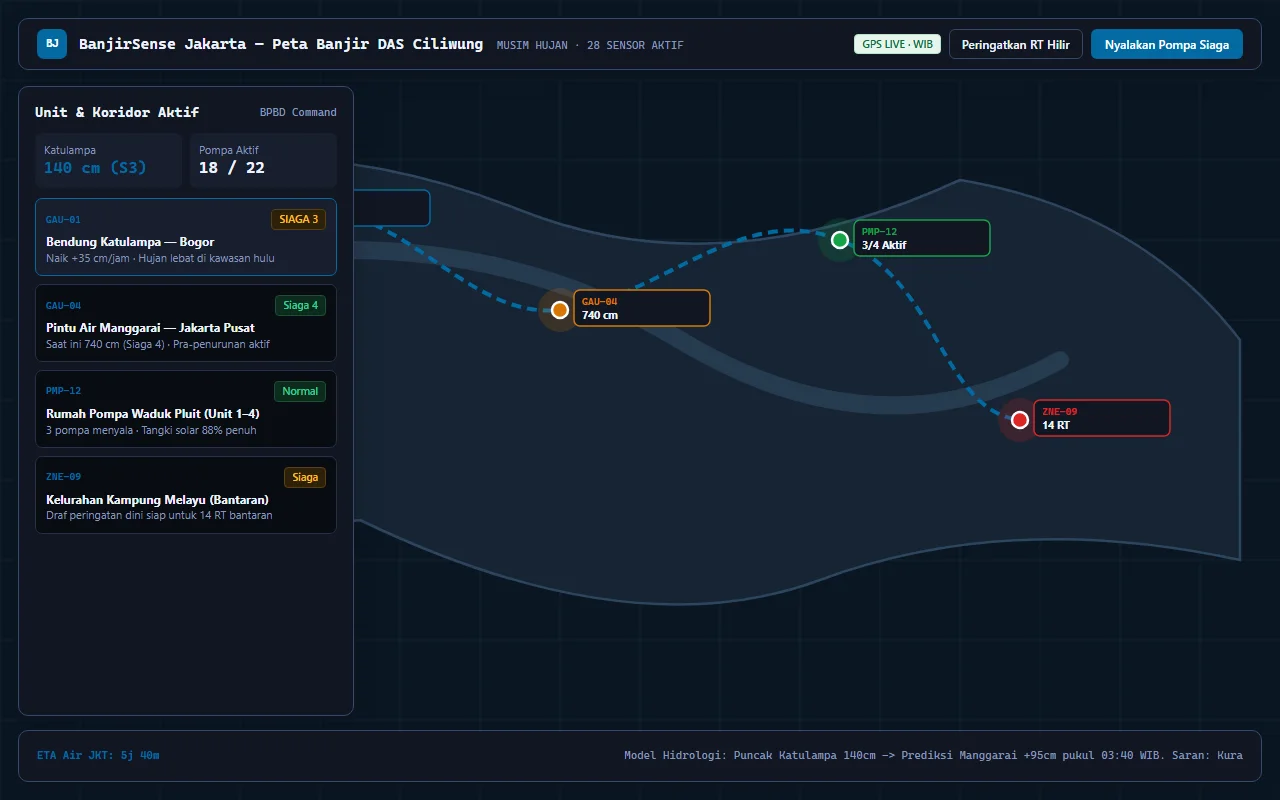 BJ
BanjirSense Jakarta — Peta Banjir DAS Ciliwung
MUSIM HUJAN · 28 SENSOR AKTIF
GPS LIVE · WIB
Peringatkan RT Hilir
Nyalakan Pompa Siaga
Unit & Koridor Aktif
BPBD Command
Katulampa
140 cm (S3)
Pompa Aktif
18 / 22
GAU-01
SIAGA 3
Bendung Katulampa — Bogor
Naik +35 cm/jam · Hujan lebat di kawasan hulu
GAU-04
Siaga 4
Pintu Air Manggarai — Jakarta Pusat
Saat ini 740 cm (Siaga 4) · Pra-penurunan aktif
PMP-12
Normal
Rumah Pompa Waduk Pluit (Unit 1–4)
3 pompa menyala · Tangki solar 88% penuh
ZNE-09
Siaga
Kelurahan Kampung Melayu (Bantaran)
Draf peringatan dini siap untuk 14 RT bantaran
GAU-04
740 cm
PMP-12
3/4 Aktif
ZNE-09
14 RT
ETA Air JKT: 5j 40m
Model Hidrologi: Puncak Katulampa 140cm -> Prediksi Manggarai +95cm pukul 03:40 WIB. Saran: Kura